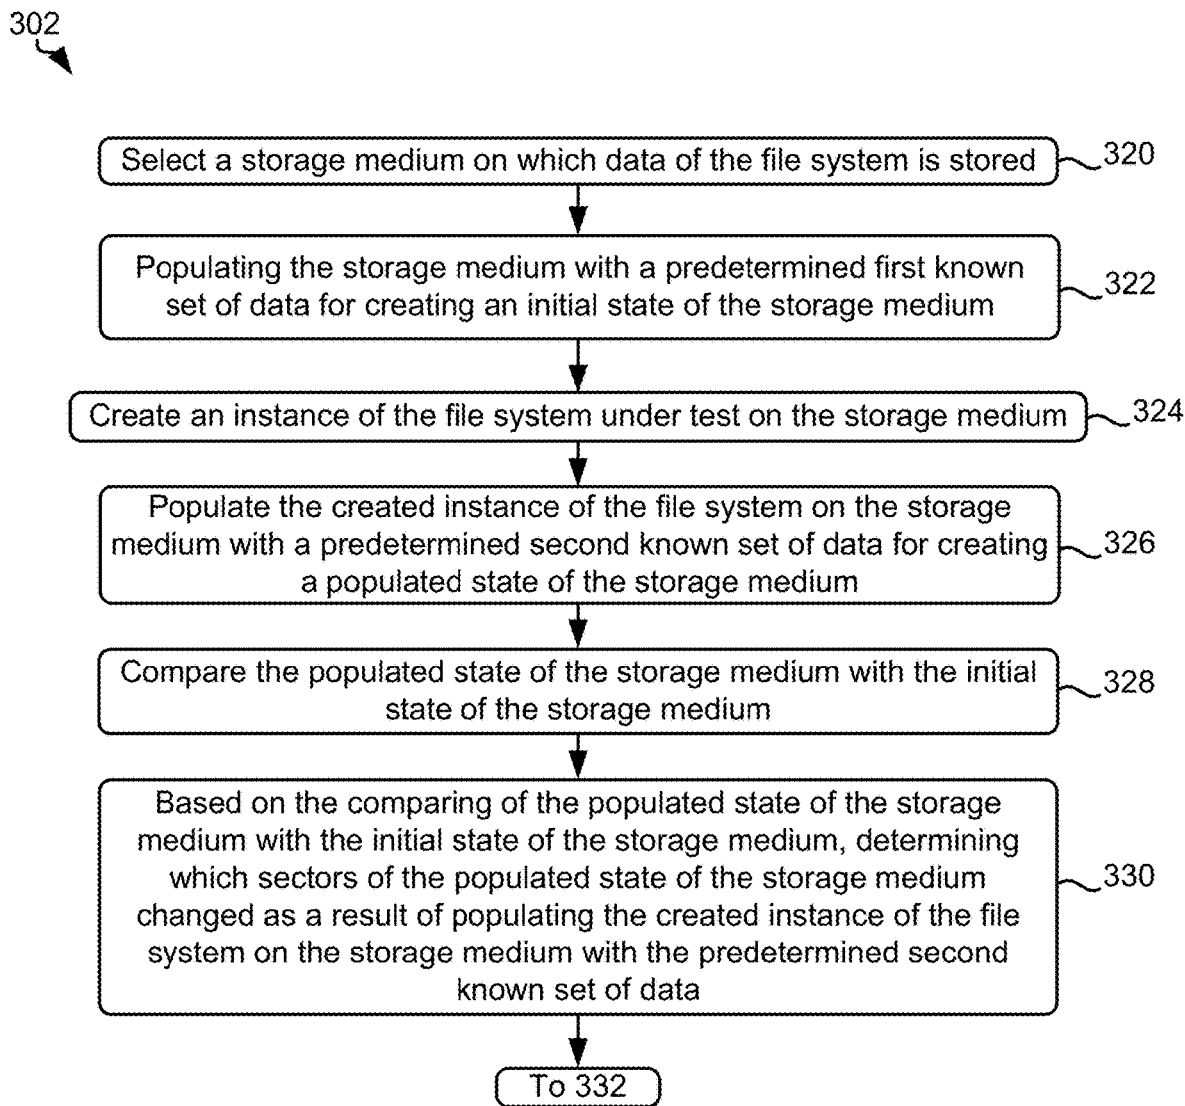 302
Select a storage medium on which data of the file system is stored
320
Populating the storage medium with a predetermined first known
set of data for creating an initial state of the storage medium
322
Create an instance of the file system under test on the storage medium
324
Populate the created instance of the file system on the storage
medium with a predetermined second known set of data for creating
a populated state of the storage medium
326
Compare the populated state of the storage medium with the initial
state of the storage medium
328
Based on the comparing of the populated state of the storage
medium with the initial state of the storage medium, determining
which sectors of the populated state of the storage medium
changed as a result of populating the created instance of the file
system on the storage medium with the predetermined second
known set of data
330
To 332